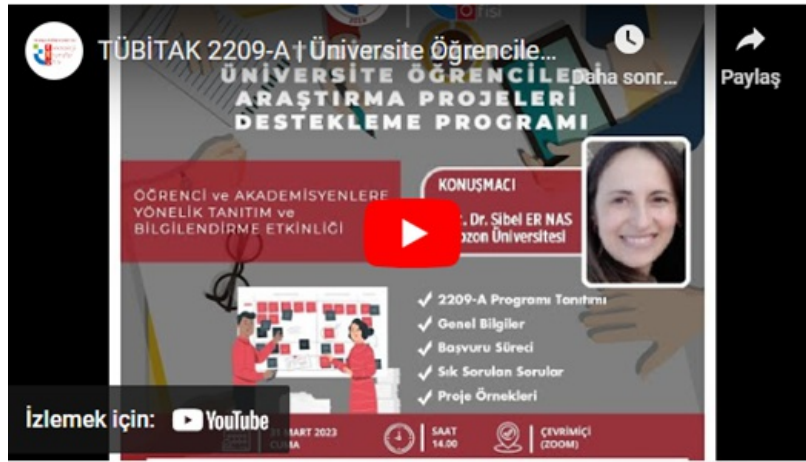 2019
TÜBİTAK 2209-A†Üniversite Öğrencile...
Daha sonr...
Paylaş
ÜNİVERSİTE ÖĞRENCİLE
ARAŞTIRMA PROJELERİ
DESTEKLEME PROGRAMI
ÖĞRENCİ ve AKADEMİSYENLERE
YÖNELİK TANITIM ve
BİLGİLENDİRME ETKİNLİĞİ
KONUŞMACI
Dr. Sibel ER NAS
bzon Üniversitesi
2209-A Programı Tanıtımı
Genel Bilgiler
Başvuru Süreci
Sık Sorulan Sorular
Proje Örnekleri
İzlemek için: YouTube
MART 2023
CUMA
SAAT
14.00
ÇEVRİMİÇİ
(ZOOM)